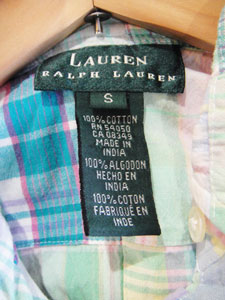 LAUREN
RALPH LAUREN
S
100% COTTON
RN 54050
CA 08349
MADE IN
INDIA
100% ALGODON
HECHO EN
INDIA
100% COTON
FABRIQUÉ EN
INDE